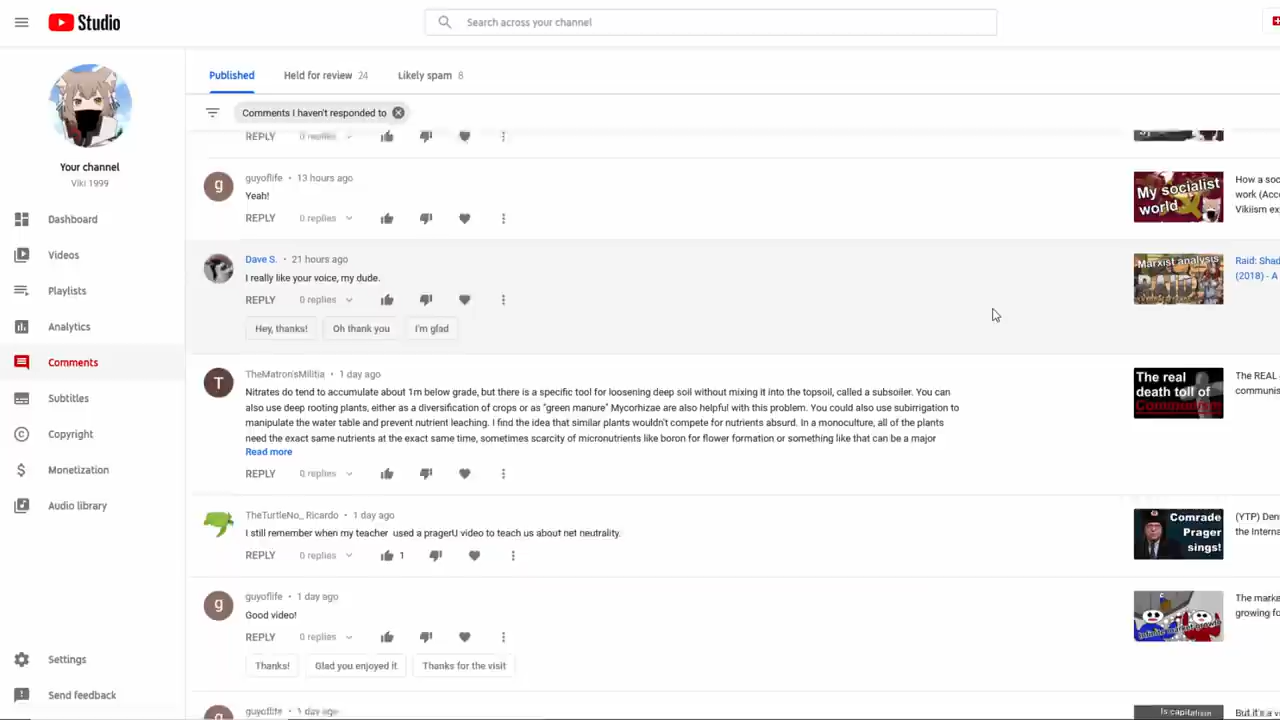 Studio
Search across your channel
Your channel
Viki 1999
Dashboard
Videos
Playlists
Analytics
Comments
Subtitles
Copyright
Monetization
Audio library
Settings
Send feedback
Published
Held for review 24
Likely spam 8
Comments I haven't responded to
REPLY 0 replies
guyoflife • 13 hours ago
Yeah!
REPLY 0 replies
My socialist
world
How a soc
work (Acc
Vikiism ex
Dave S. • 21 hours ago
I really like your voice, my dude.
REPLY 0 replies
Hey, thanks! Oh thank you I'm glad
Marxist analysis
RAID
Raid: Shad
(2018) - A
TheMatron'sMilitia • 1 day ago
Nitrates do tend to accumulate about 1m below grade, but there is a specific tool for loosening deep soil without mixing it into the topsoil, called a subsoiler. You can
also use deep rooting plants, either as a diversification of crops or as "green manure" Mycorhizae are also helpful with this problem. You could also use subirrigation to
manipulate the water table and prevent nutrient leaching. I find the idea that similar plants wouldn't compete for nutrients absurd. In a monoculture, all of the plants
need the exact same nutrients at the exact same time, sometimes scarcity of micronutrients like boron for flower formation or something like that can be a major
Read more
REPLY 0 replies
The real
death toll of
Communism
The REAL
communis
TheTurtleNo_ Ricardo • 1 day ago
I still remember when my teacher used a pragerU video to teach us about net neutrality.
REPLY 0 replies 1
Comrade
Prager
sings!
(YTP) Den
the Interna
guyoflife • 1 day ago
Good video!
REPLY 0 replies
Thanks! Glad you enjoyed it Thanks for the visit
Infinite market growth
The marke
growing fo
guyoflife • 1 day ago
Is capitalism
But it's a v